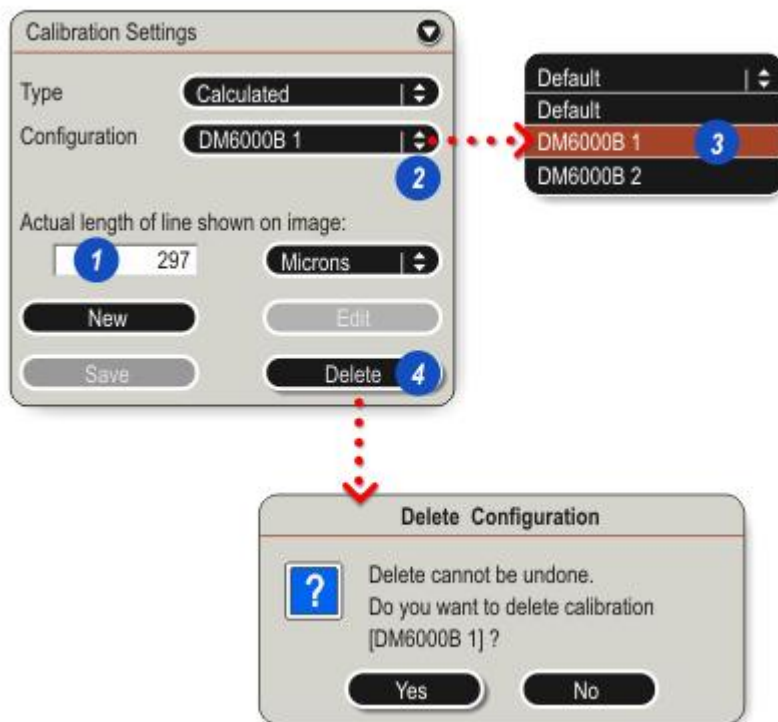 Calibration Settings
Type
Calculated
Configuration
DM6000B 1
2
Actual length of line shown on image:
1
297
Microns
New
Edit
Save
Delete
4
Default
Default
DM6000B 1
3
DM6000B 2
Delete Configuration
?
Delete cannot be undone.
Do you want to delete calibration
[DM6000B 1] ?
Yes
No